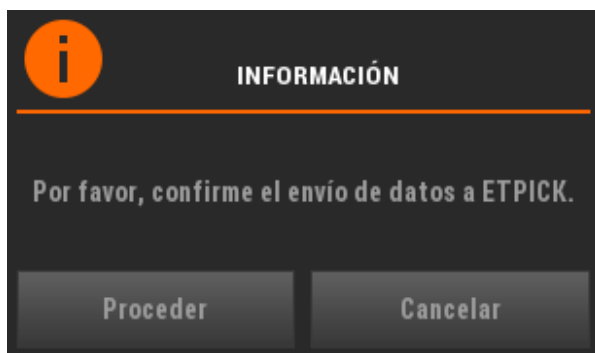 INFORMACIÓN
Por favor, confirme el envío de datos a ETPICK.
Proceder
Cancelar